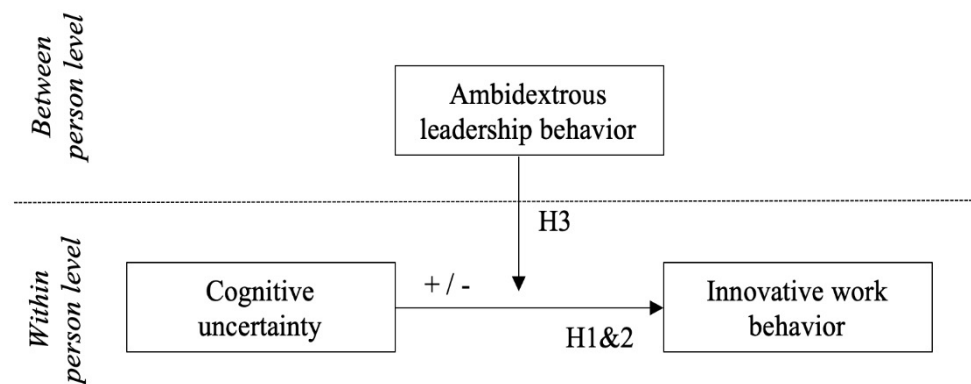 Between
person level
Ambidextrous
leadership behavior
H3
Within
person level
Cognitive
uncertainty
+ / -
H1&2
Innovative work
behavior